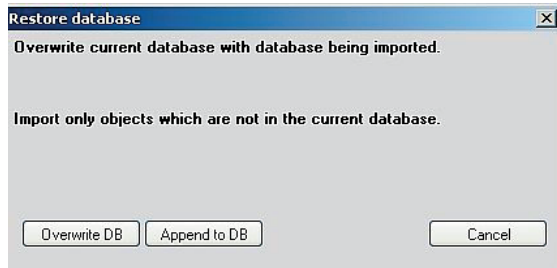 Restore database
Overwrite current database with database being imported.
Import only objects which are not in the current database.
Overwrite DB Append to DB Cancel